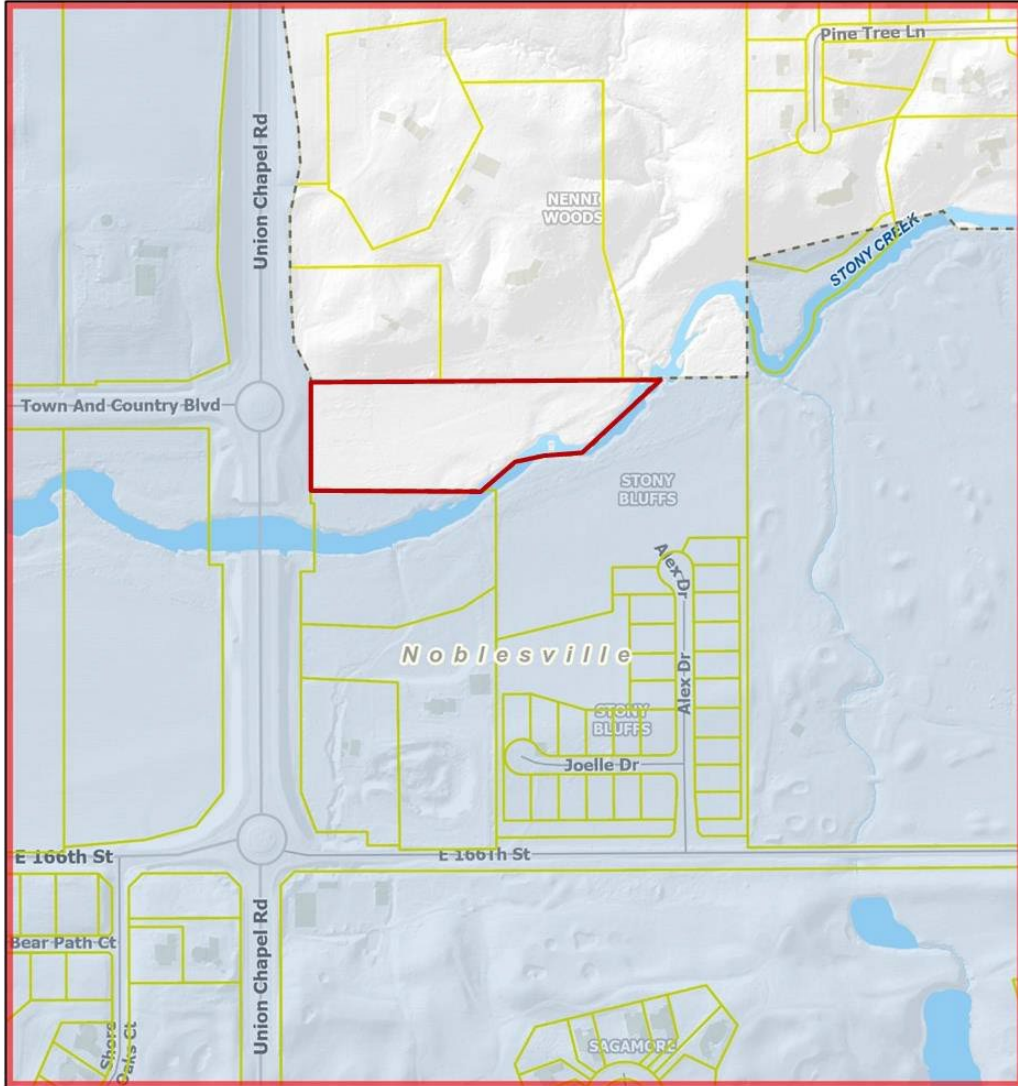 Pine Tree Ln
Union Chapel Rd
NENNI
WOODS
STONY CREEK
Town And Country Blvd
STONY
BLUFFS
Alex Dr
Noblesville
Alex Dr
STONY
BLUFFS
Joelle Dr
E 166th St
E 166Th St
Bear Path Ct
Union Chapel Rd
Shore
Oaks Ct
SAGAMORE